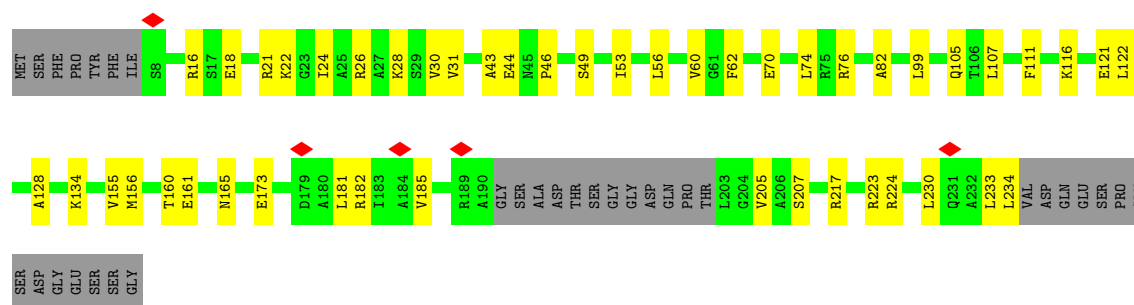 MET SER PHE PRO TYR PHE ILE S8 R16 S17 E18 R21 K22 G23 I24 A25 R26 A27 K28 S29 V30 V31 A43 E44 N45 P46 S49 I53 L56 V60 G61 F62 E70 L74 R75 R76 A82 L99 Q105 T106 L107 F111 K116 E121 L122
A128 K134 V155 M156 T160 E161 N165 E173 D179 A180 L181 R182 I183 A184 V185 R189 A190 GLY SER ALA ASP THR SER GLY GLY ASP GLN PRO THR L203 G204 V205 A206 S207 R217 R223 R224 L230 Q231 A232 L233 L234 VAL ASP GLN GLU SER PRO
SER ASP GLY GLU SER SER GLY